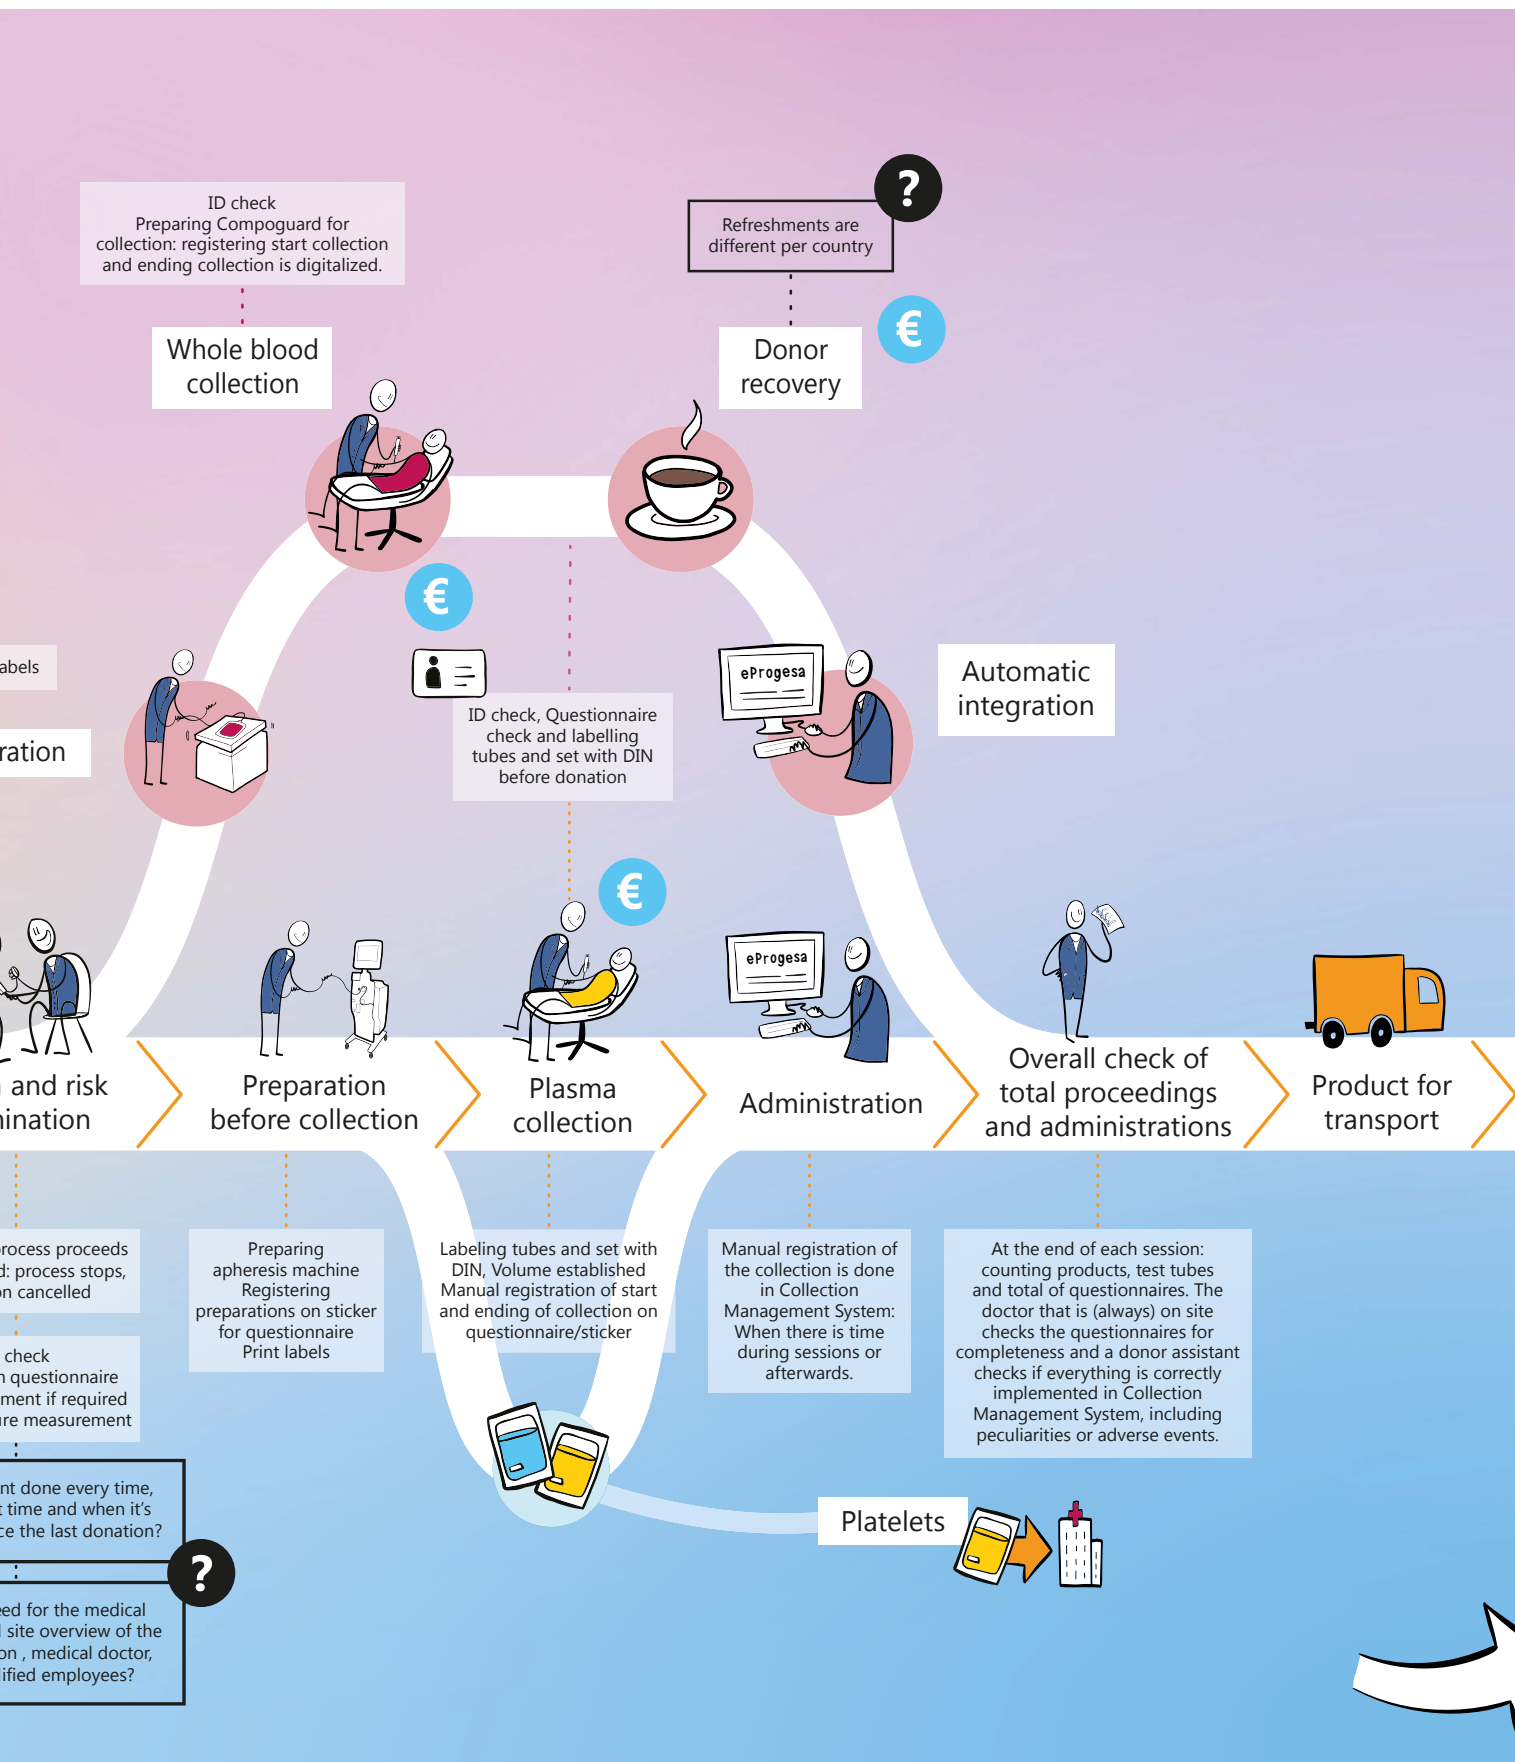 ID check
Preparing Compoguard for
collection: registering start collection
and ending collection is digitalized.
Whole blood
collection
?
Refreshments are
different per country
Donor
recovery
€
€
abels
ration
ID check, Questionnaire
check and labelling
tubes and set with DIN
before donation
eProgesa
Automatic
integration
€
eProgesa
and risk
mination
Preparation
before collection
Plasma
collection
Administration
Overall check of
total proceedings
and administrations
Product for
transport
rocess proceeds
d: process stops,
on cancelled
check
n questionnaire
ment if required
ure measurement
nt done every time,
t time and when it's
ce the last donation?
?
eed for the medical
l site overview of the
on , medical doctor,
lified employees?
Preparing
apheresis machine
Registering
preparations on sticker
for questionnaire
Print labels
Labeling tubes and set with
DIN, Volume established
Manual registration of start
and ending of collection on
questionnaire/sticker
Manual registration of
the collection is done
in Collection
Management System:
When there is time
during sessions or
afterwards.
At the end of each session:
counting products, test tubes
and total of questionnaires. The
doctor that is (always) on site
checks the questionnaires for
completeness and a donor assistant
checks if everything is correctly
implemented in Collection
Management System, including
peculiarities or adverse events.
Platelets